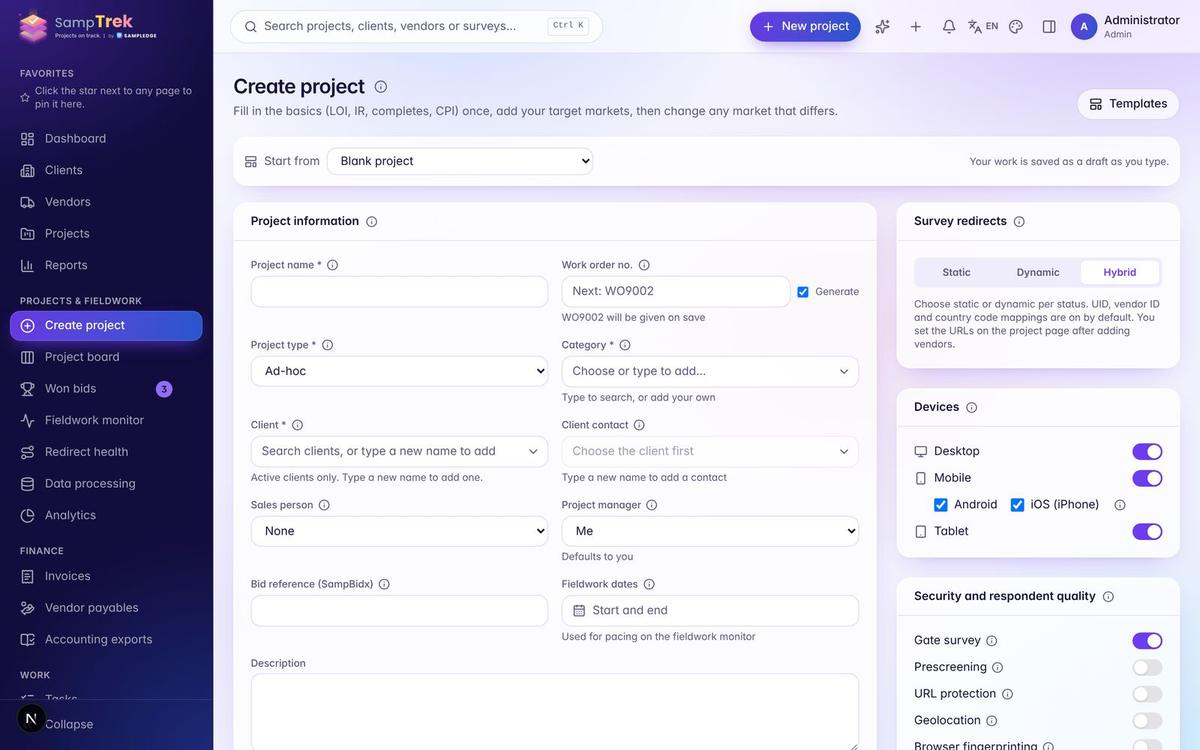 SampTrek
Projects on track. | by SAMPLEDGE
Search projects, clients, vendors or surveys...
Ctrl K
New project
EN
A
Administrator
Admin
FAVORITES
Click the star next to any page to
pin it here.
Dashboard
Clients
Vendors
Projects
Reports
PROJECTS & FIELDWORK
Create project
Project board
Won bids
3
Fieldwork monitor
Redirect health
Data processing
Analytics
FINANCE
Invoices
Vendor payables
Accounting exports
WORK
Tasks
N
Collapse
Create project
Fill in the basics (LOI, IR, completes, CPI) once, add your target markets, then change any market that differs.
Templates
Start from
Blank project
Your work is saved as a draft as you type.
Project information
Project name *
Work order no.
Next: WO9002
Generate
WO9002 will be given on save
Project type *
Ad-hoc
Category *
Choose or type to add...
Type to search, or add your own
Client *
Search clients, or type a new name to add
Active clients only. Type a new name to add one.
Client contact
Choose the client first
Type a new name to add a contact
Sales person
None
Project manager
Me
Defaults to you
Bid reference (SampBidx)
Fieldwork dates
Start and end
Used for pacing on the fieldwork monitor
Description
Survey redirects
Static
Dynamic
Hybrid
Choose static or dynamic per status. UID, vendor ID
and country code mappings are on by default. You
set the URLs on the project page after adding
vendors.
Devices
Desktop
Mobile
Android
iOS (iPhone)
Tablet
Security and respondent quality
Gate survey
Prescreening
URL protection
Geolocation
Browser fingerprinting